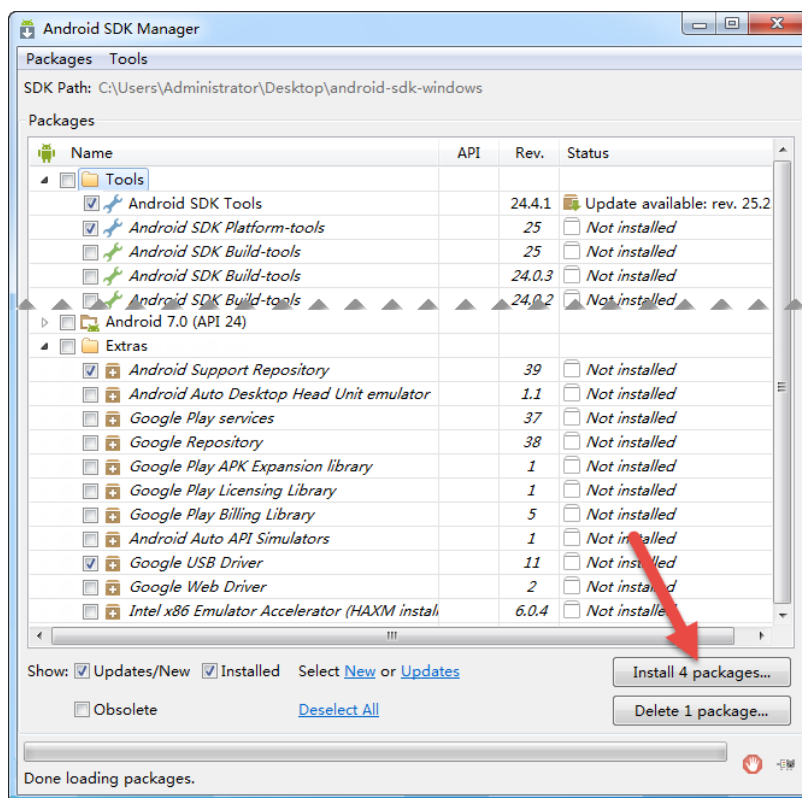 Android SDK Manager
Packages Tools
SDK Path: C:\Users\Administrator\Desktop\android-sdk-windows
Packages
Name API Rev. Status
Tools
Android SDK Tools 24.4.1 Update available: rev. 25.2
Android SDK Platform-tools 25 Not installed
Android SDK Build-tools 25 Not installed
Android SDK Build-tools 24.0.3 Not installed
Android SDK Build-tools 24.0.2 Not installed
Android 7.0 (API 24)
Extras
Android Support Repository 39 Not installed
Android Auto Desktop Head Unit emulator 1.1 Not installed
Google Play services 37 Not installed
Google Repository 38 Not installed
Google Play APK Expansion library 1 Not installed
Google Play Licensing Library 1 Not installed
Google Play Billing Library 5 Not installed
Android Auto API Simulators 1 Not installed
Google USB Driver 11 Not installed
Google Web Driver 2 Not installed
Intel x86 Emulator Accelerator (HAXM install 6.0.4 Not installed
Show: Updates/New Installed Select New or Updates Install 4 packages...
Obsolete Deselect All Delete 1 package...
Done loading packages.